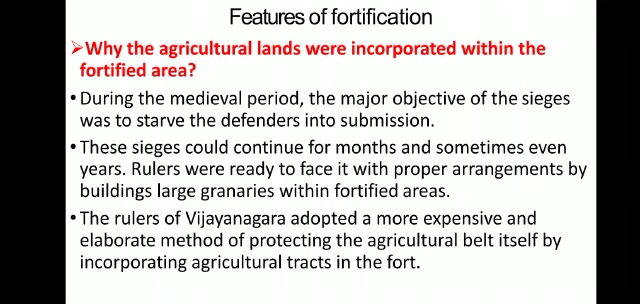 Features of fortification
➢Why the agricultural lands were incorporated within the
fortified area?
• During the medieval period, the major objective of the sieges
was to starve the defenders into submission.
• These sieges could continue for months and sometimes even
years. Rulers were ready to face it with proper arrangements by
buildings large granaries within fortified areas.
• The rulers of Vijayanagara adopted a more expensive and
elaborate method of protecting the agricultural belt itself by
incorporating agricultural tracts in the fort.